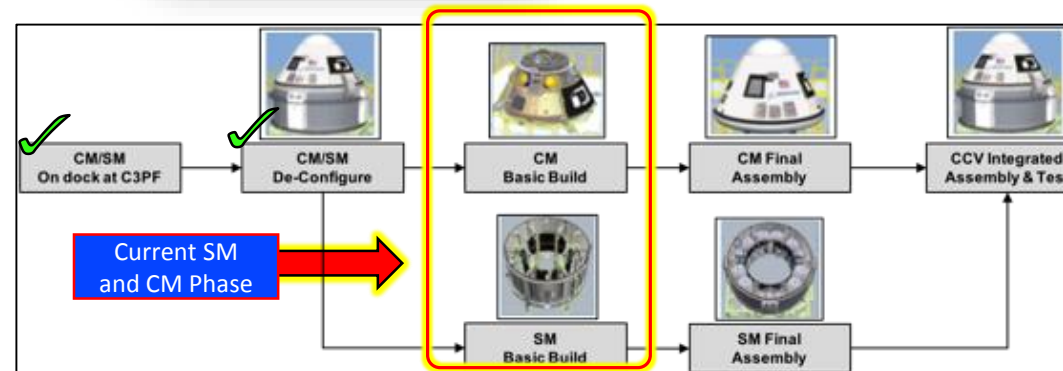 CM/SM
On dock at C3PF
CM/SM
De-Configure
CM
Basic Build
CM Final
Assembly
CCV Integrated
Assembly & Tes
Current SM
and CM Phase
SM
Basic Build
SM Final
Assembly